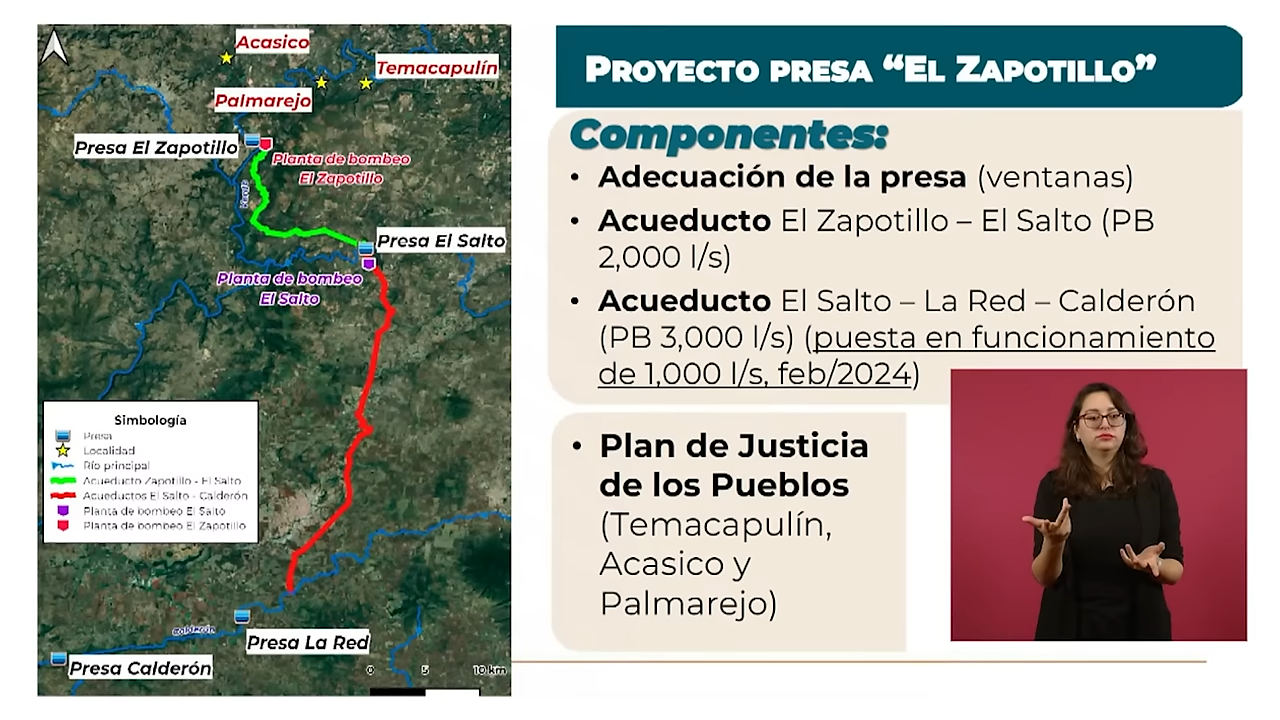 Acasico
Temacapulín
Palmarejo
Presa El Zapotillo
Planta de bombeo
El Zapotillo
Verde
Presa El Salto
Planta de bombeo
El Salto
Simbología
Presa
Localidad
Río principal
Acueducto Zapotillo - El Salto
Acueductos El Salto - Calderón
Planta de bombeo El Salto
Planta de bombeo El Zapotillo
Calderón
Presa La Red
Presa Calderón
0 5 10 km
PROYECTO PRESA “EL ZAPOTILLO”
Componentes:
• Adecuación de la presa (ventanas)
• Acueducto El Zapotillo – El Salto (PB
2,000 l/s)
• Acueducto El Salto – La Red – Calderón
(PB 3,000 l/s) (puesta en funcionamiento
de 1,000 l/s, feb/2024)
• Plan de Justicia
de los Pueblos
(Temacapulín,
Acasico y
Palmarejo)